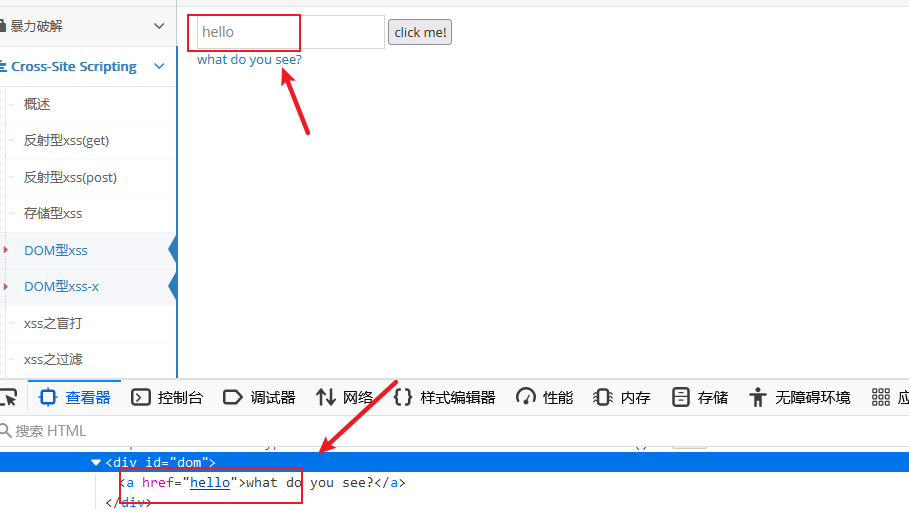 暴力破解
hello
click me!
what do you see?
Cross-Site Scripting
概述
反射型xss(get)
反射型xss(post)
存储型xss
DOM型xss
DOM型xss-x
xss之盲打
xss之过滤
查看器 控制台 调试器 网络 样式编辑器 性能 内存 存储 无障碍环境
搜索 HTML
<div id="dom">
<a href="hello">what do you see?</a>
</div>